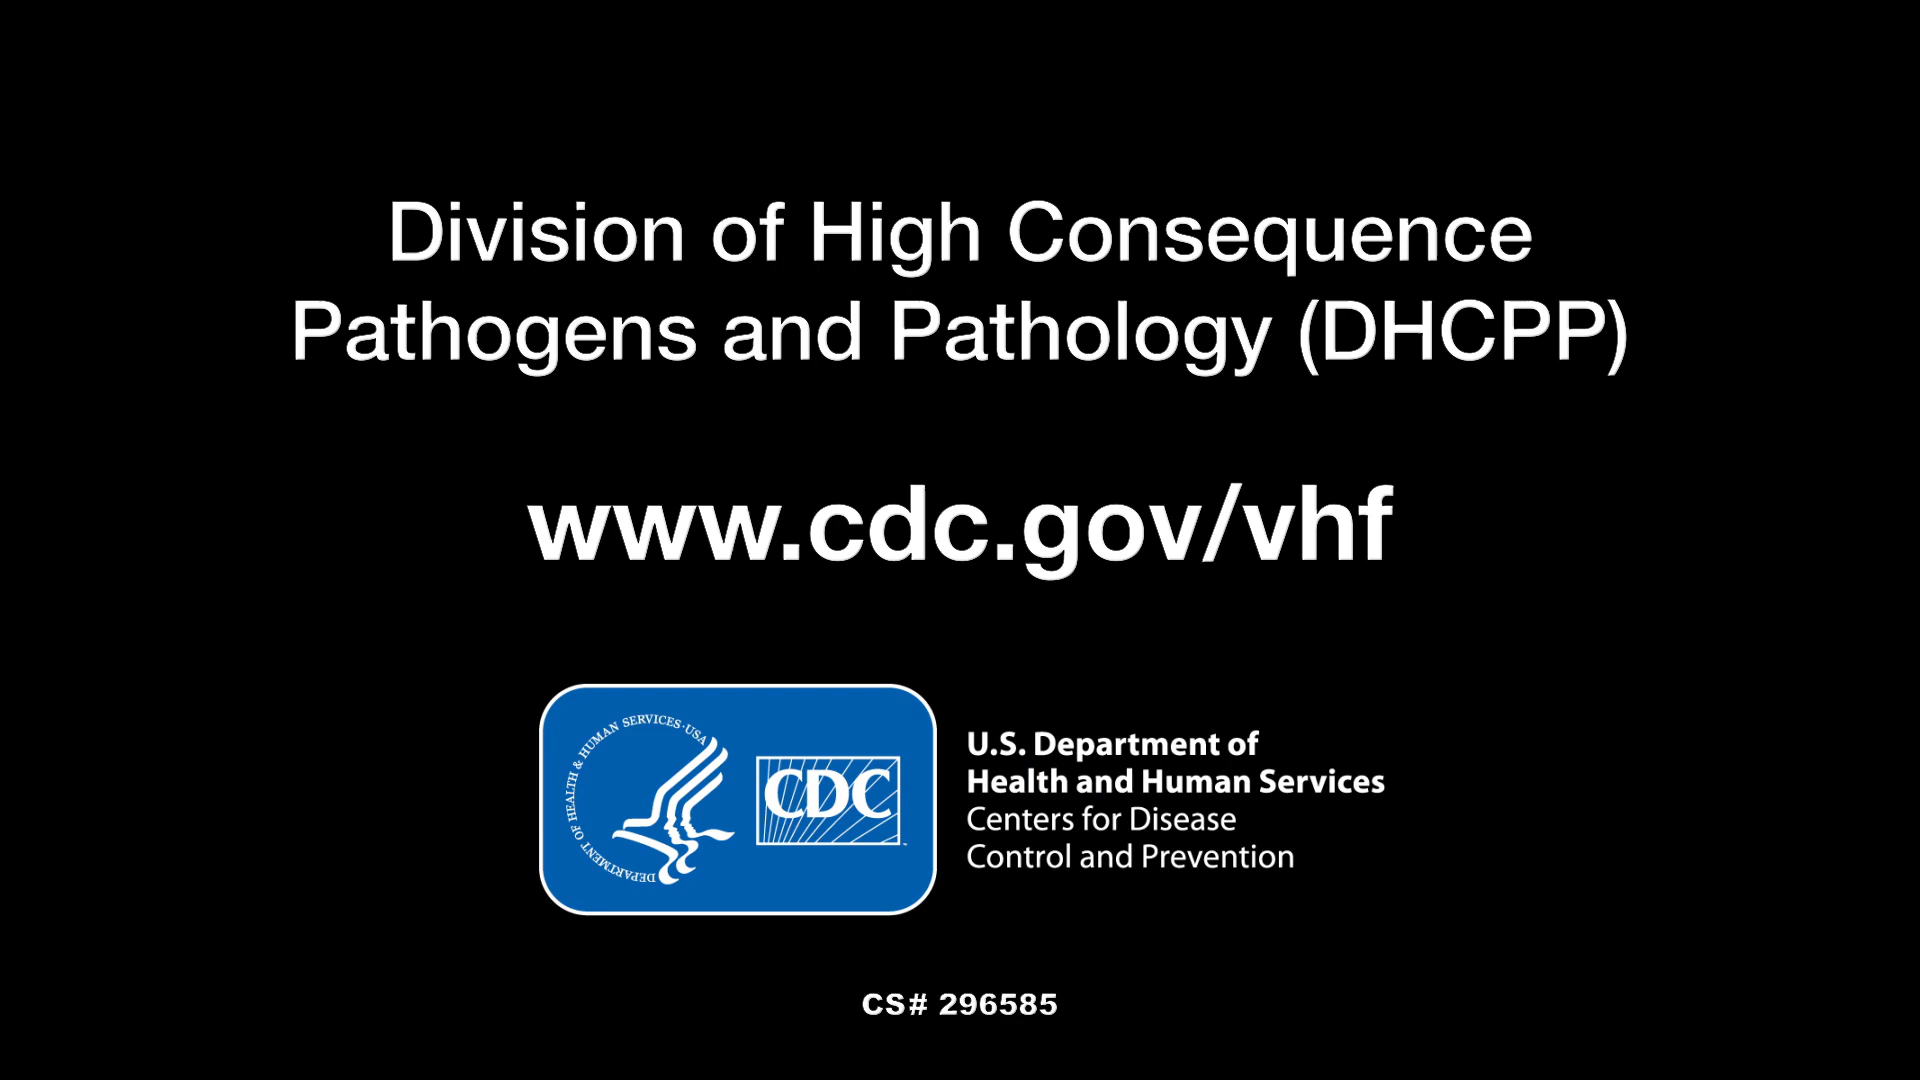 Division of High Consequence
Pathogens and Pathology (DHCPP)
www.cdc.gov/vhf
DEPARTMENT OF HEALTH & HUMAN SERVICES·USA
CDC
U.S. Department of
Health and Human Services
Centers for Disease
Control and Prevention
CS# 296585